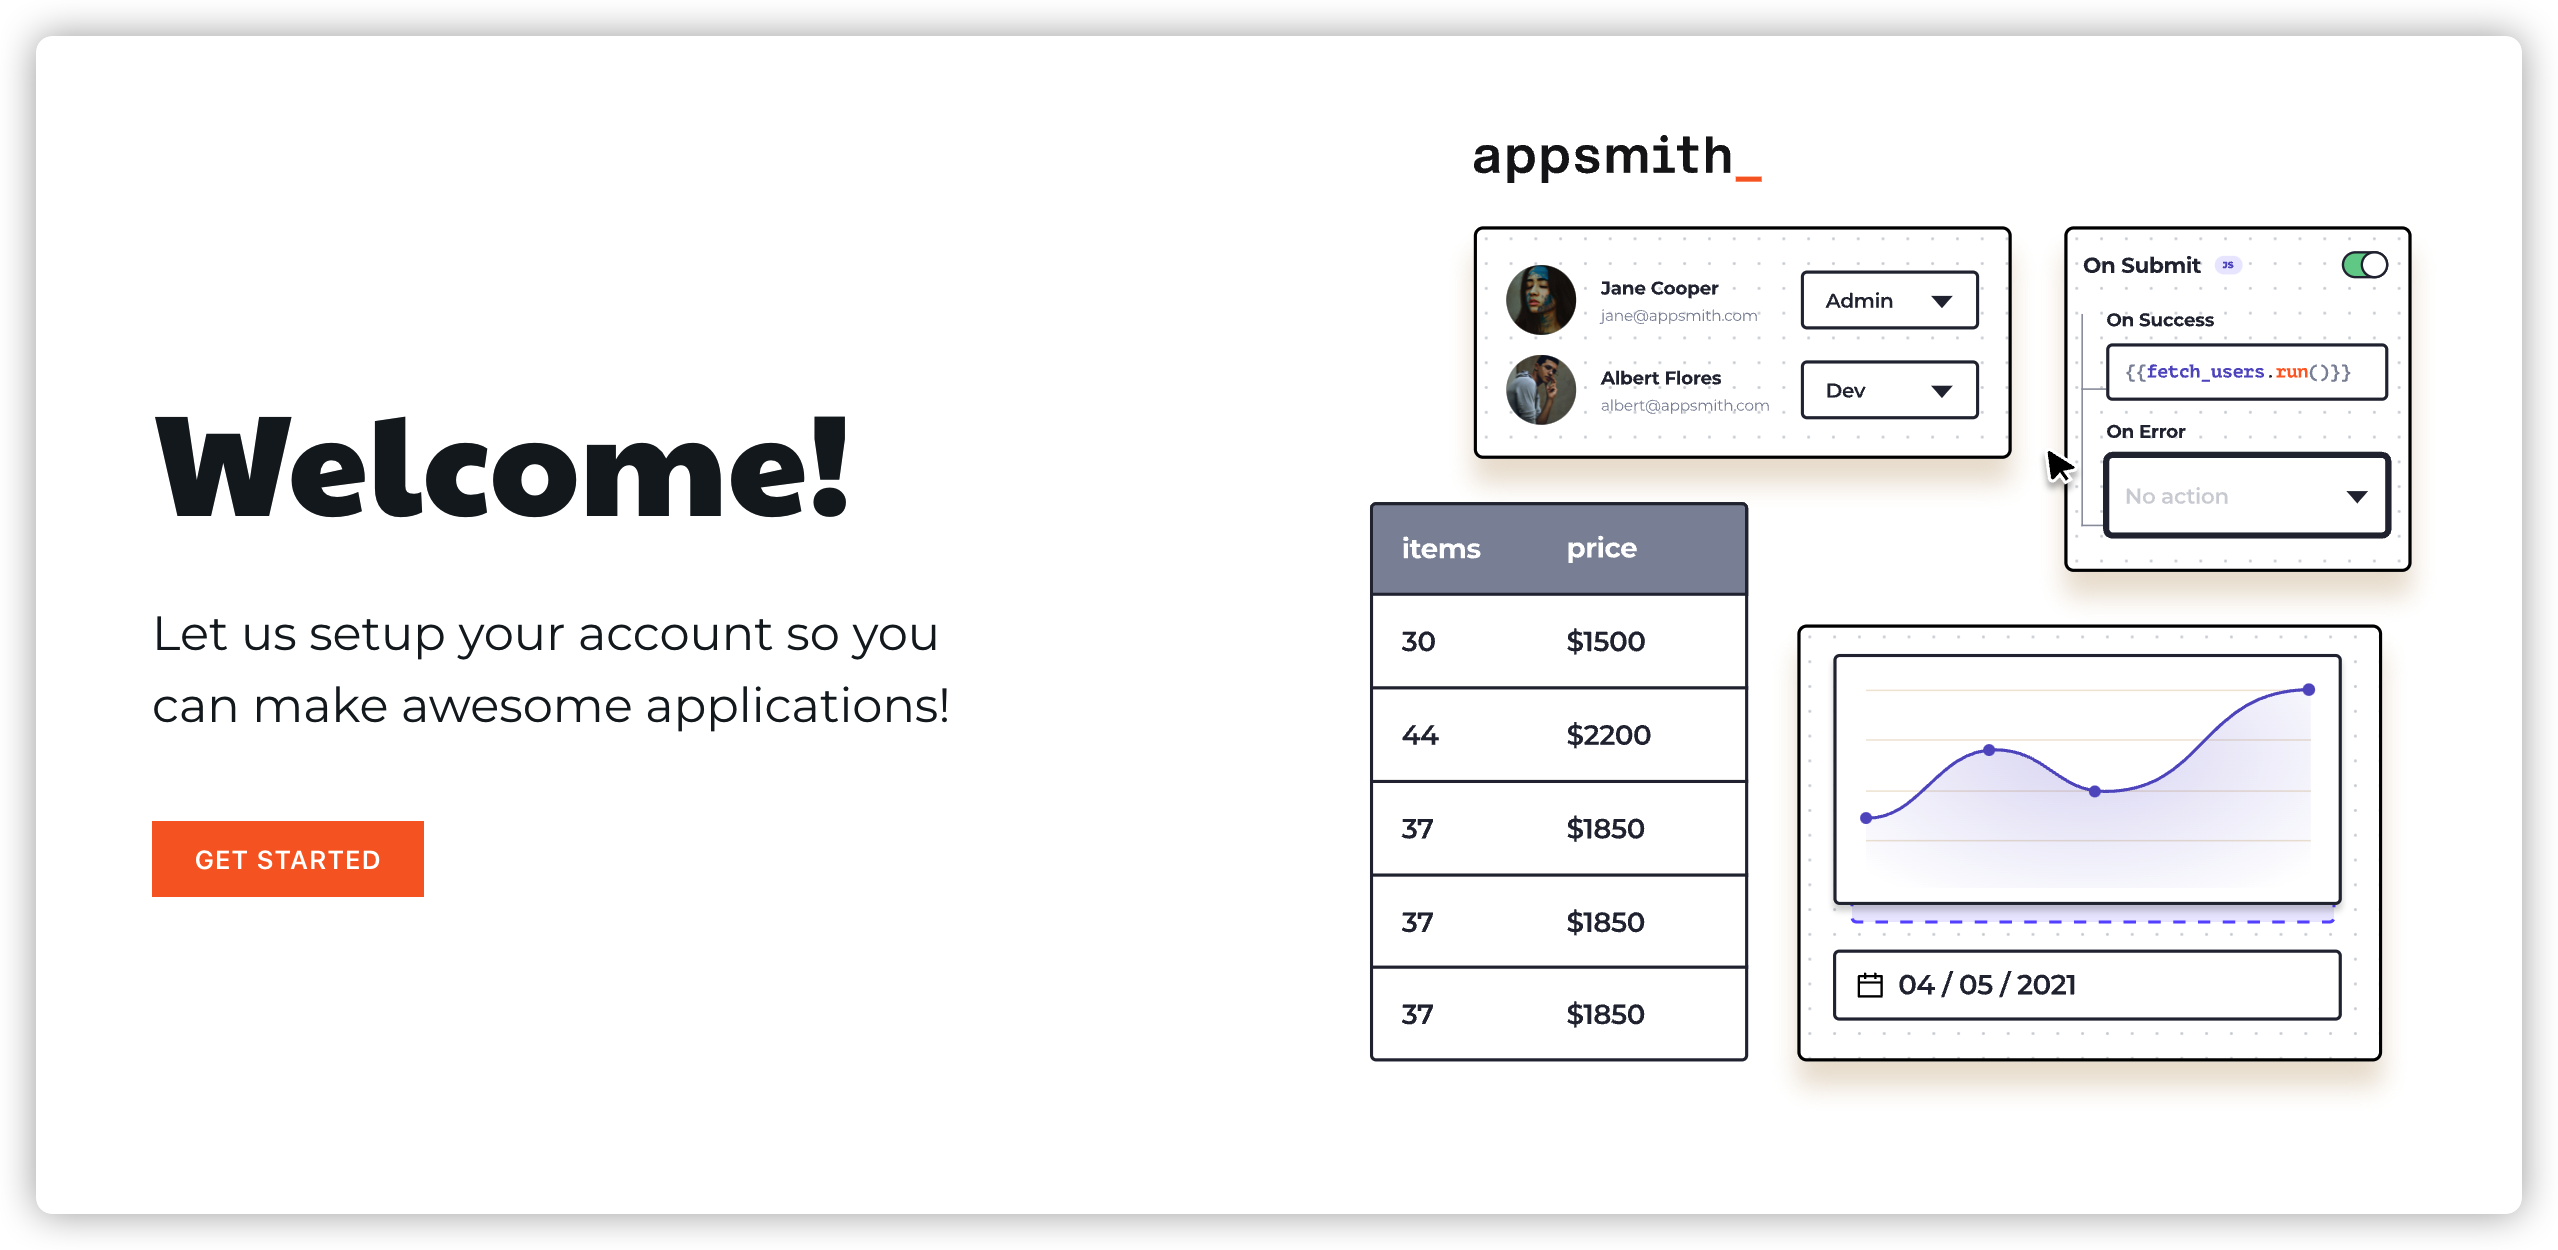 Welcome!
Let us setup your account so you
can make awesome applications!
GET STARTED
appsmith_
Jane Cooper
jane@appsmith.com
Admin
Albert Flores
albert@appsmith.com
Dev
On Submit JS
On Success
{{fetch_users.run()}}
On Error
No action
items price
30 $1500
44 $2200
37 $1850
37 $1850
37 $1850
04 / 05 / 2021